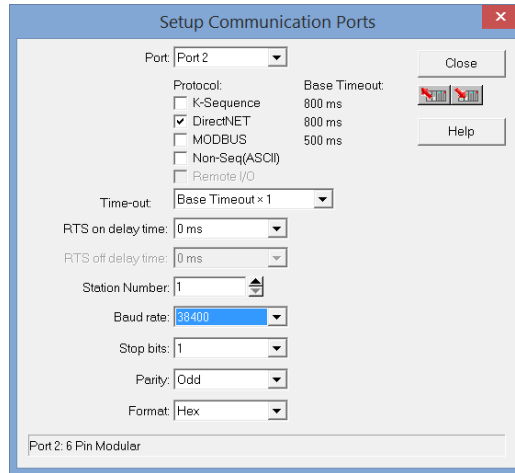 Setup Communication Ports
x
Port: Port 2
Close
Protocol: Base Timeout:
K-Sequence 800 ms
DirectNET 800 ms
MODBUS 500 ms
Help
Non-Seq(ASCII)
Remote I/O
Time-out: Base Timeout × 1
RTS on delay time: 0 ms
RTS off delay time: 0 ms
Station Number: 1
Baud rate: 38400
Stop bits: 1
Parity: Odd
Format: Hex
Port 2: 6 Pin Modular